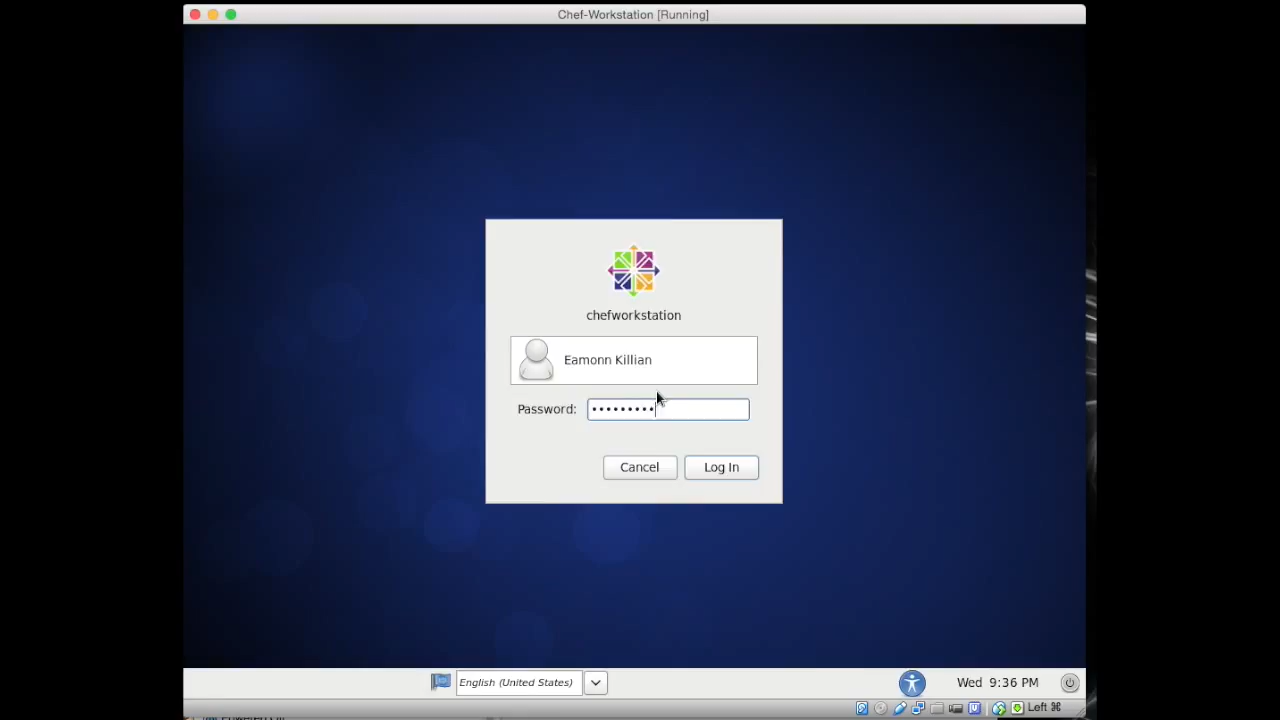 Chef-Workstation [Running]
chefworkstation
Eamonn Killian
Password: •••••••••
Cancel Log In
English (United States)
Wed 9:36 PM
Left ⌘